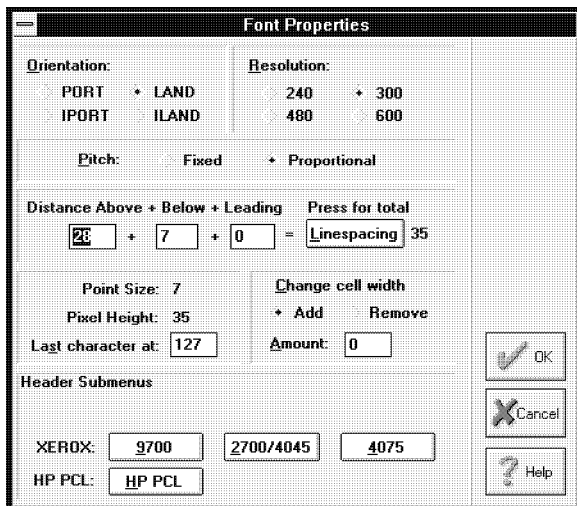 Font Properties
Orientation:
PORT LAND
IPORT ILAND
Resolution:
240 300
480 600
Pitch: Fixed Proportional
Distance Above + Below + Leading Press for total
28 + 7 + 0 = Linespacing 35
Point Size: 7
Pixel Height: 35
Last character at: 127
Change cell width
Add Remove
Amount: 0
OK
Cancel
Help
Header Submenus
XEROX: 9700 2700/4045 4075
HP PCL: HP PCL